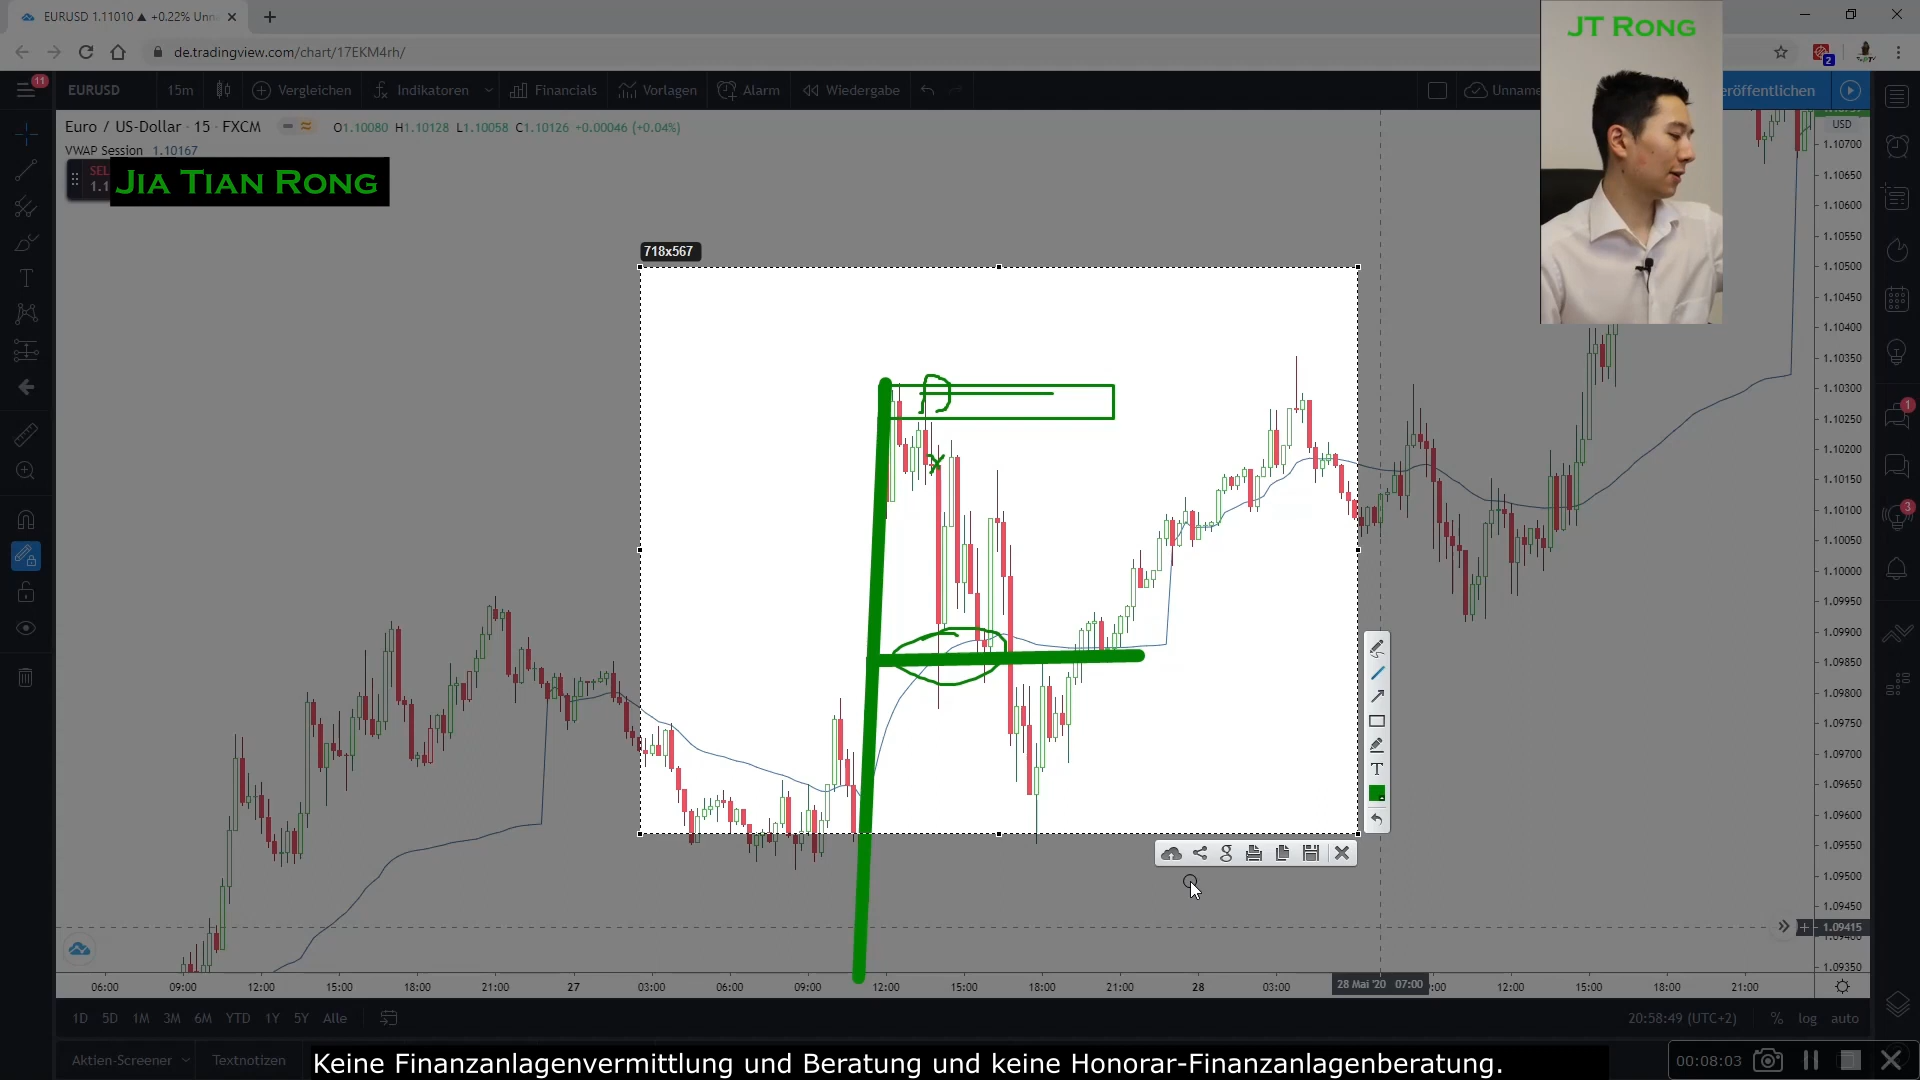 EURUSD 1.11010 ▲ +0.22% Unn
JT Rong
de.tradingview.com/chart/17EKM4rh/
2
11
EURUSD
15m
Vergleichen
Indikatoren
Financials
Vorlagen
Alarm
Wiedergabe
Unname
eröffentlichen
Euro / US-Dollar · 15 · FXCM
O1.10080 H1.10128 L1.10058 C1.10126 +0.00046 (+0.04%)
USD
VWAP Session 1.10167
SEL
1.1
Jia Tian Rong
718x567
1.10700
1.10650
1.10600
1.10550
1.10500
1.10450
1.10400
1.10350
1.10300
1.10250
1.10200
1.10150
1.10100
1.10050
1.10000
1.09950
1.09900
1.09850
1.09800
1.09750
1.09700
1.09650
1.09600
1.09550
1.09500
1.09450
1.09415
1.09350
1
3
T
06:00 09:00 12:00 15:00 18:00 21:00 27 03:00 06:00 09:00 12:00 15:00 18:00 21:00 28 03:00 28 Mai '20 07:00 :00 12:00 15:00 18:00 21:00
1D 5D 1M 3M 6M YTD 1Y 5Y Alle
20:58:49 (UTC+2) % log auto
Aktien-Screener
Textnotizen
Keine Finanzanlagenvermittlung und Beratung und keine Honorar-Finanzanlagenberatung.
00:08:03